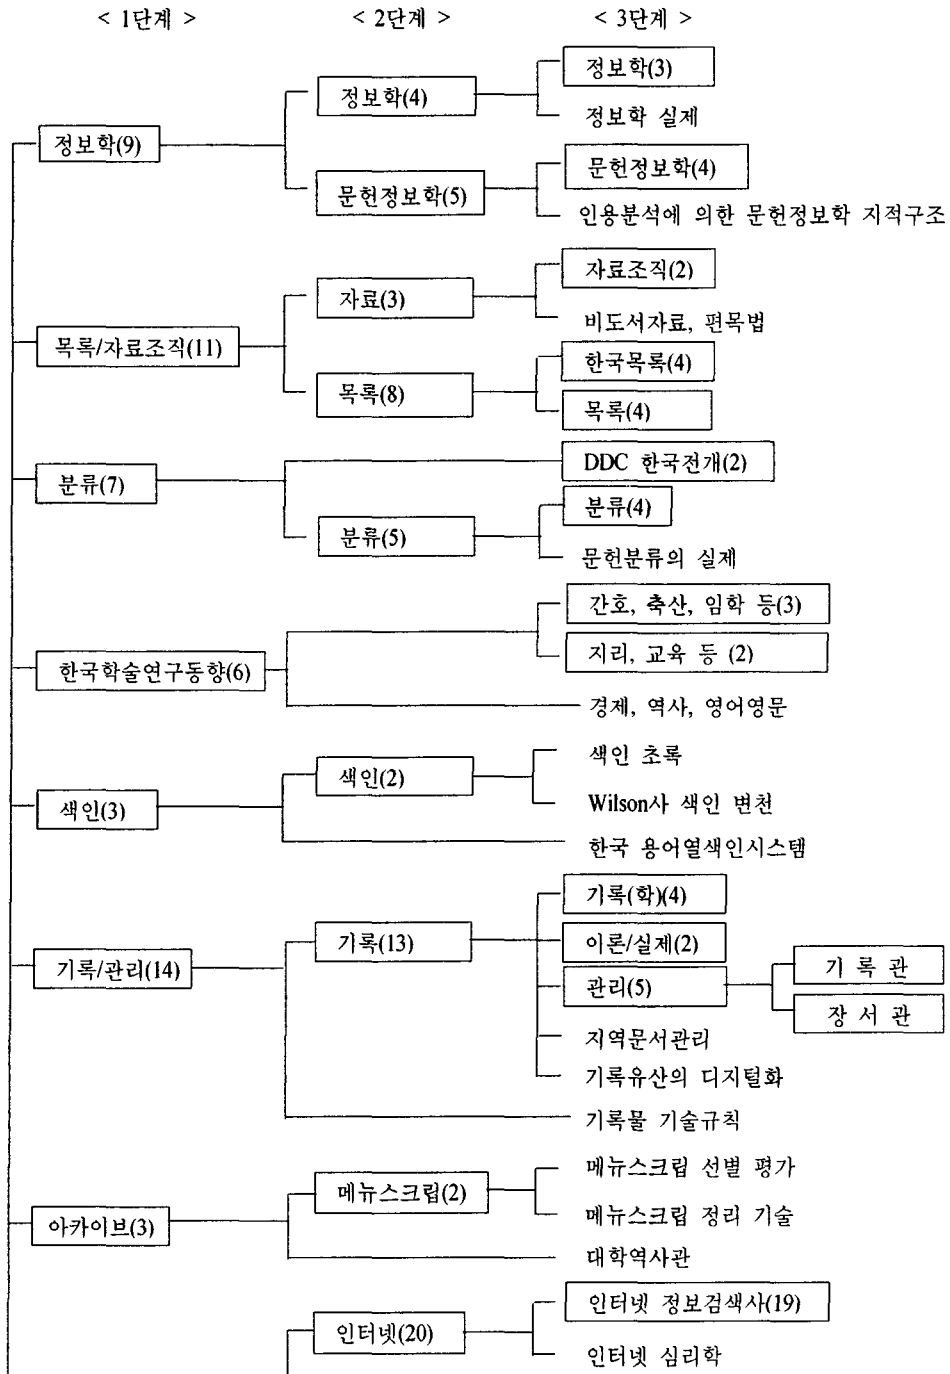 < 1단계 > < 2단계 > < 3단계 >
정보학(3)
정보학(4)
정보학 실제
정보학(9)
문헌정보학(4)
문헌정보학(5)
인용분석에 의한 문헌정보학 지적구조
자료조직(2)
자료(3)
비도서자료, 편목법
목록/자료조직(11)
한국목록(4)
목록(8)
목록(4)
DDC 한국전개(2)
분류(7)
분류(4)
분류(5)
문헌분류의 실제
간호, 축산, 임학 등(3)
지리, 교육 등 (2)
한국학술연구동향(6)
경제, 역사, 영어영문
색인 초록
색인(2)
Wilson사 색인 변천
색인(3)
한국 용어열색인시스템
기록(학)(4)
기록(13)
이론/실제(2)
기록/관리(14)
관리(5)
기 록 관
장 서 관
지역문서관리
기록유산의 디지털화
기록물 기술규칙
메뉴스크립 선별 평가
메뉴스크립(2)
메뉴스크립 정리 기술
아카이브(3)
대학역사관
인터넷 정보검색사(19)
인터넷(20)
인터넷 심리학